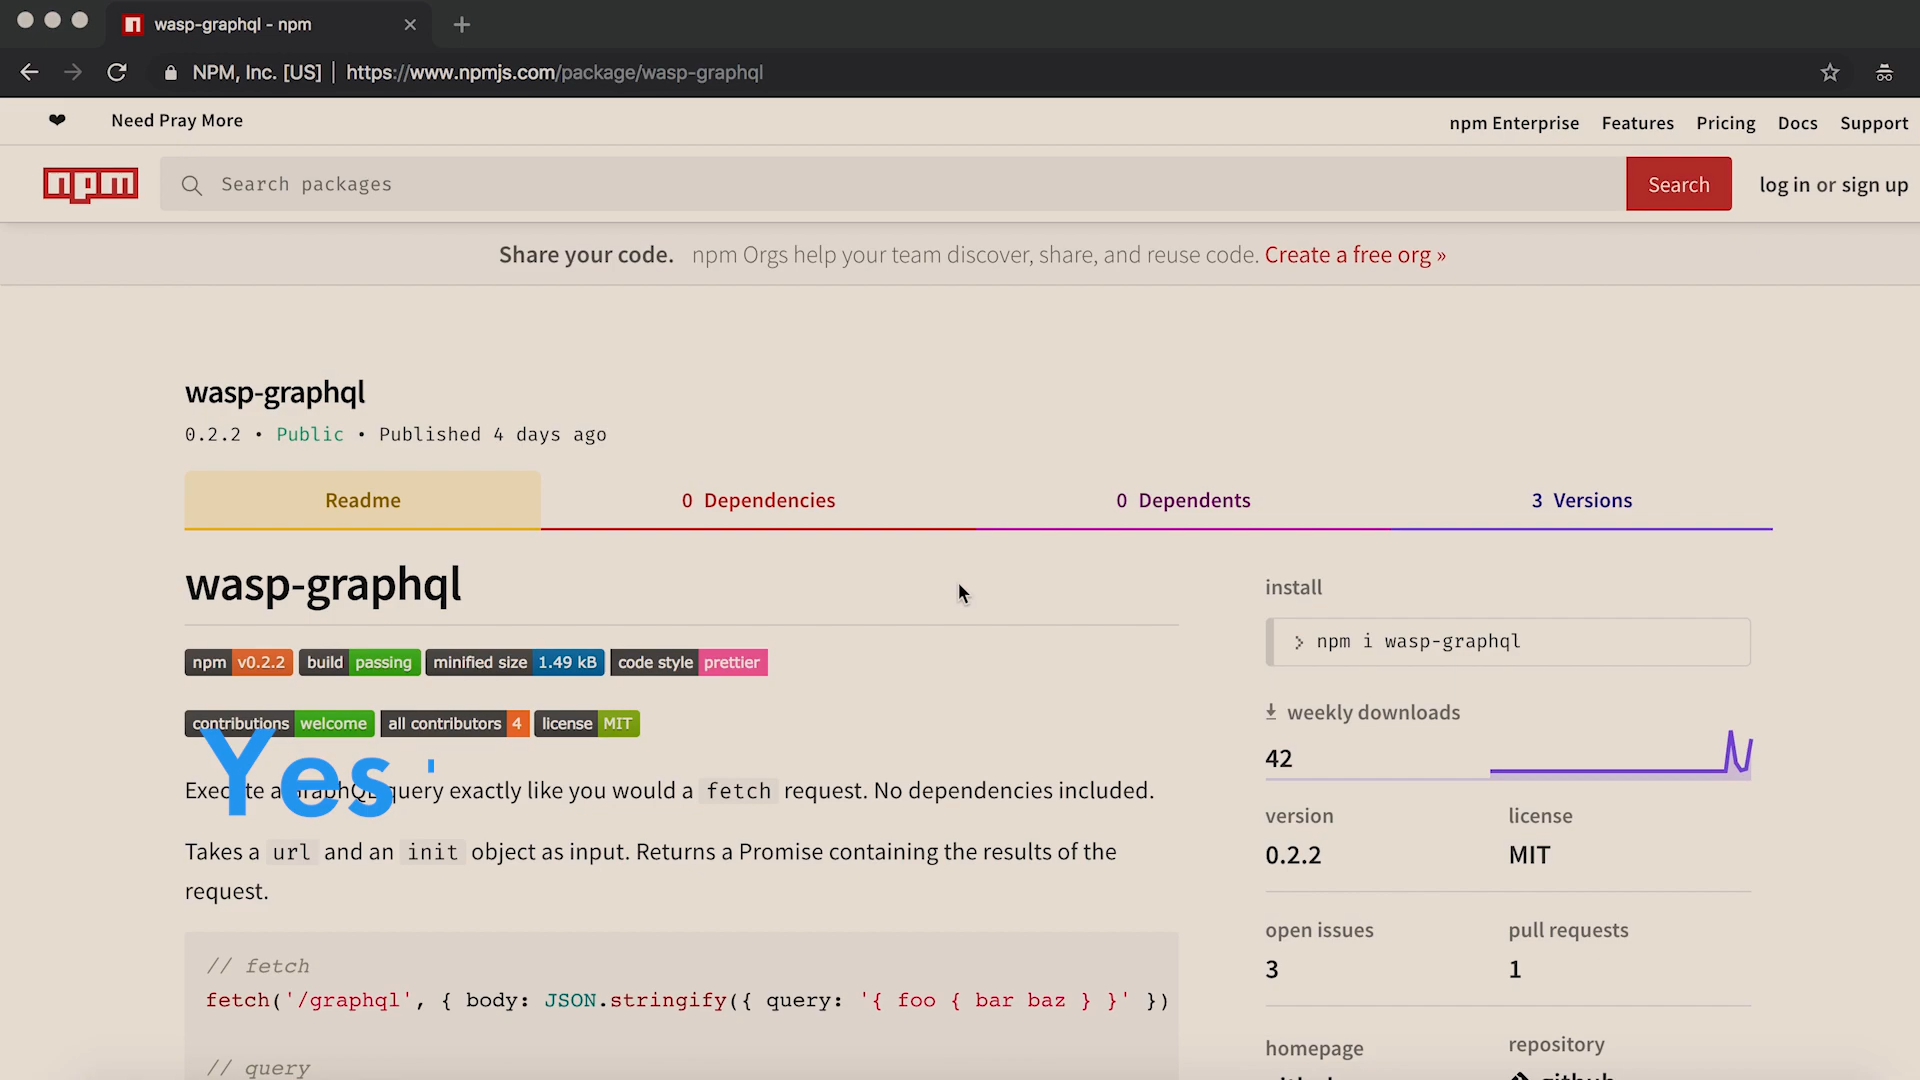 wasp-graphql - npm
NPM, Inc. [US] | https://www.npmjs.com/package/wasp-graphql
❤ Need Pray More
npm Enterprise Features Pricing Docs Support
npm
Search packages
Search
log in or sign up
Share your code. npm Orgs help your team discover, share, and reuse code. Create a free org »
wasp-graphql
0.2.2 • Public • Published 4 days ago
Readme
0 Dependencies
0 Dependents
3 Versions
wasp-graphql
npm v0.2.2 build passing minified size 1.49 kB code style prettier
contributions welcome all contributors 4 license MIT
Yes '
Execute a GraphQL query exactly like you would a fetch request. No dependencies included.
Takes a url and an init object as input. Returns a Promise containing the results of the
request.
// fetch
fetch('/graphql', { body: JSON.stringify({ query: '{ foo { bar baz } }' })
// query
install
> npm i wasp-graphql
weekly downloads
42
version
0.2.2
license
MIT
open issues
3
pull requests
1
homepage
repository
github